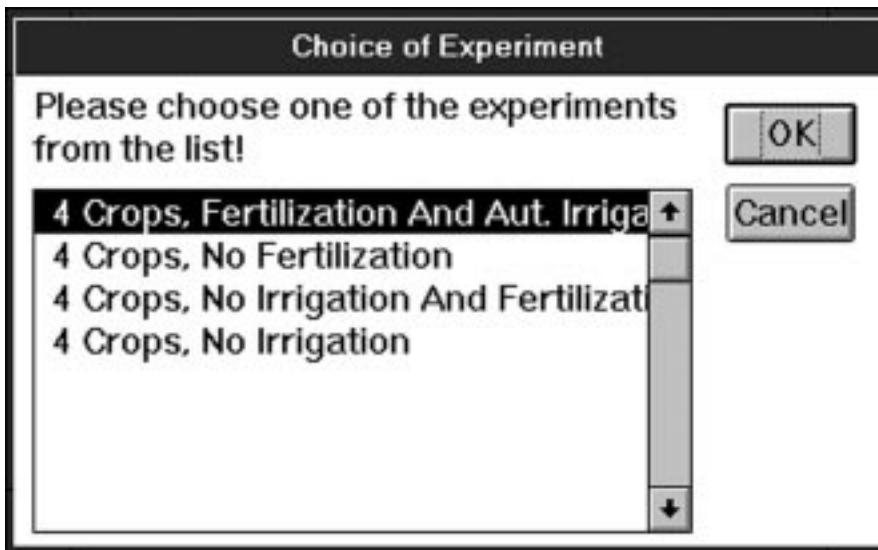 Choice of Experiment
Please choose one of the experiments
from the list!
OK
Cancel
4 Crops, Fertilization And Aut. Irriga
4 Crops, No Fertilization
4 Crops, No Irrigation And Fertilizati
4 Crops, No Irrigation